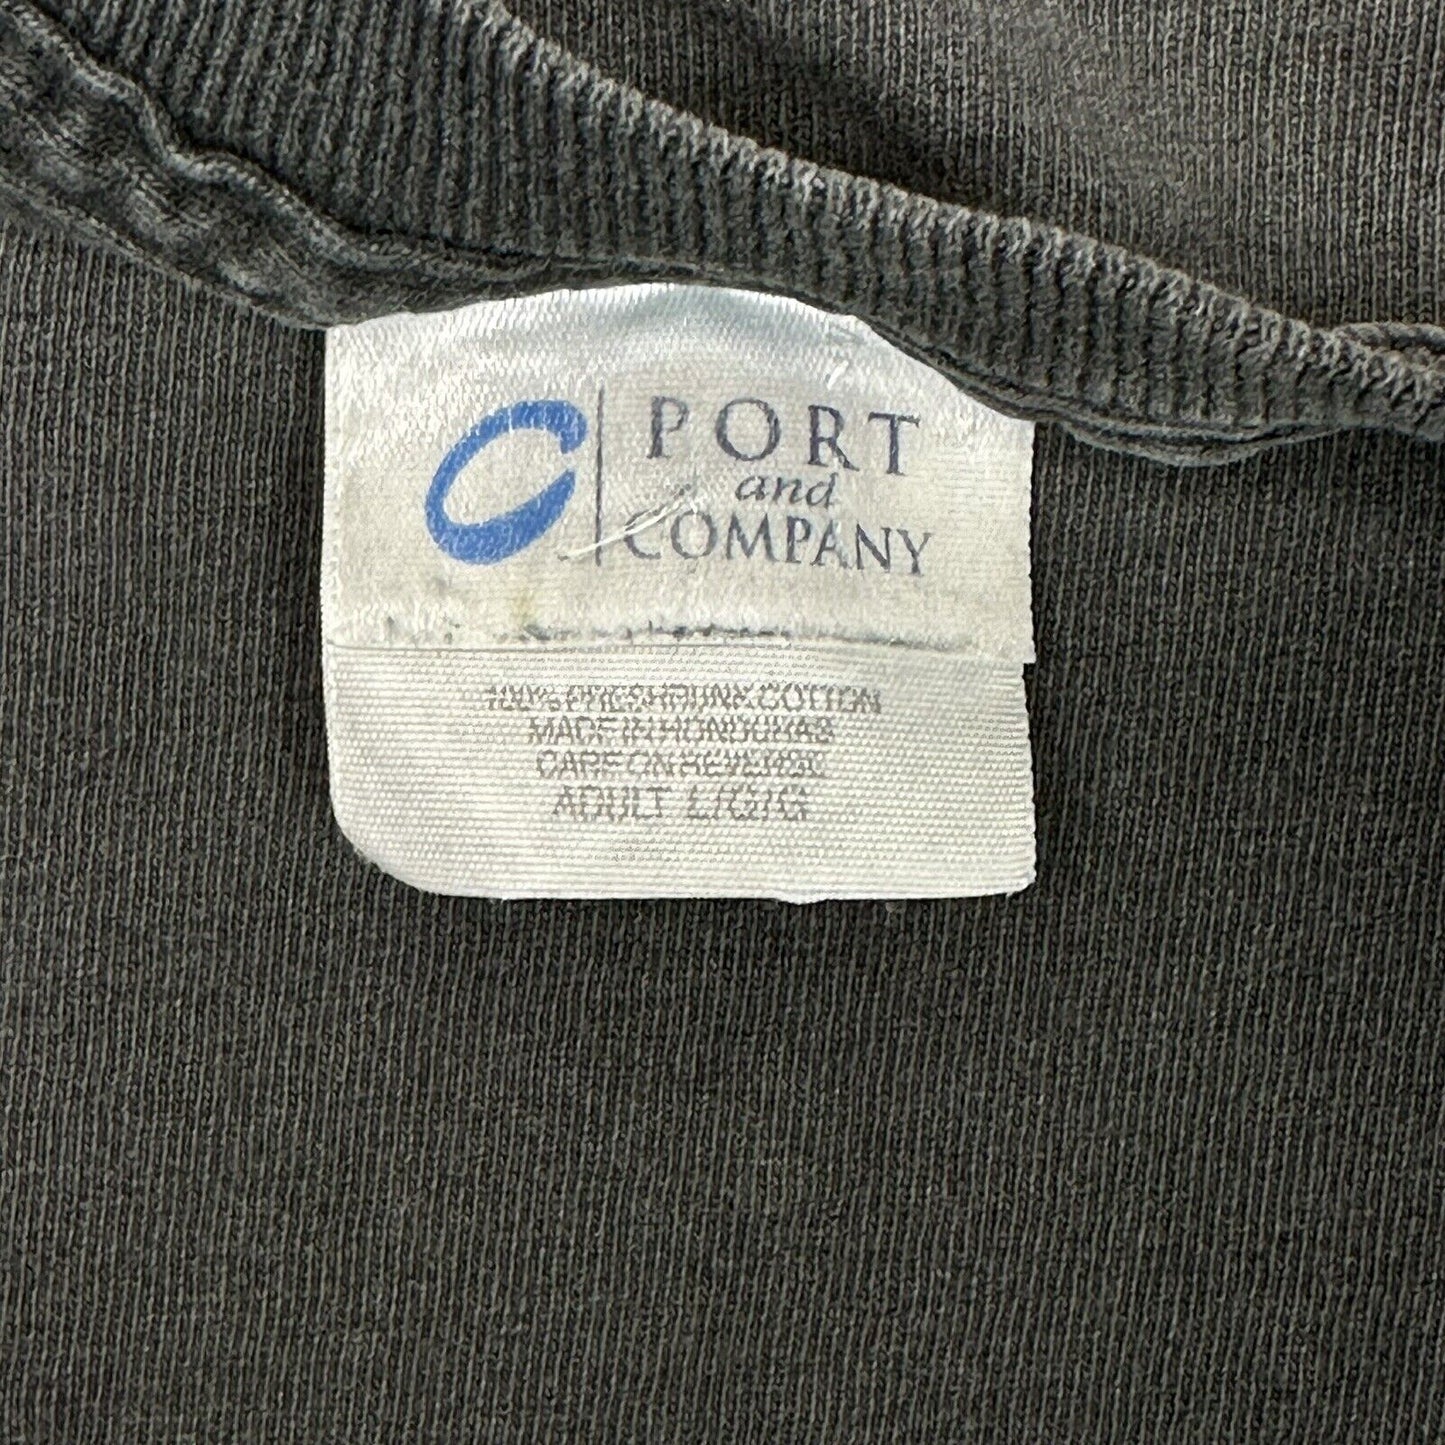 PORT
and
COMPANY
100% PRESHRUNK COTTON
MADE IN HONDURAS
CARE ON REVERSE
ADULT L/G/G